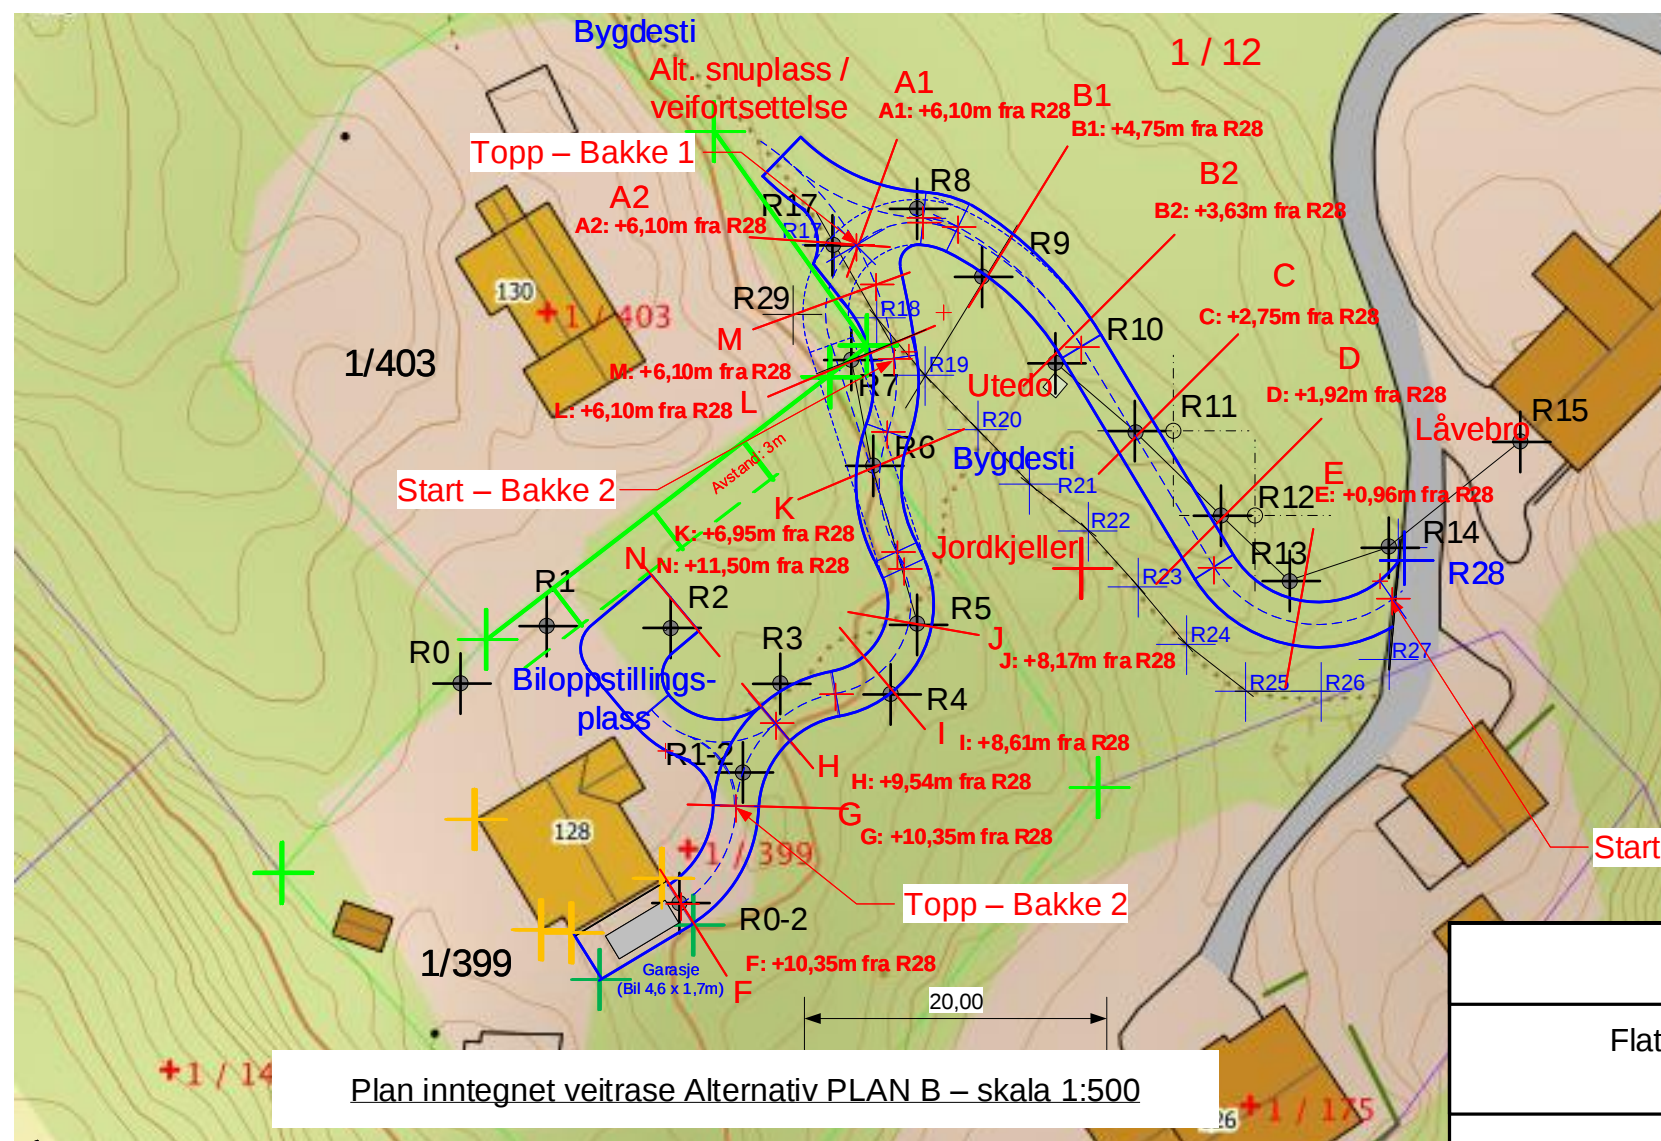 Bygdesti
1 / 12
Alt. snuplass /
veifortsettelse
A1
A1: +6,10m fra R28
B1
B1: +4,75m fra R28
Topp – Bakke 1
B2
B2: +3,63m fra R28
A2
A2: +6,10m fra R28
R17
R17
R8
R9
C
C: +2,75m fra R28
R29
R18
130
1 / 403
1/403
M
M: +6,10m fra R28
R10
D
D: +1,92m fra R28
R7
R19
Utedo
L
L: +6,10m fra R28
R11
R15
R20
Låvebro
Avstand: 3m
R6
Bygdesti
Start – Bakke 2
R21
E
E: +0,96m fra R28
R12
K
K: +6,95m fra R28
R22
R14
Jordkjeller
N
N: +11,50m fra R28
R13
R28
R1
R2
R23
R5
R0
R3
J
J: +8,17m fra R28
R24
R27
Biloppstillings-
plass
R25
R26
R4
I
I: +8,61m fra R28
R1-2
H
H: +9,54m fra R28
G
G: +10,35m fra R28
128
1 / 399
Start
Topp – Bakke 2
R0-2
1/399
F: +10,35m fra R28
Garasje
(Bil 4,6 x 1,7m)
F
20,00
Flat
1 / 14
Plan inntegnet veitrase Alternativ PLAN B – skala 1:500
26
1 / 175